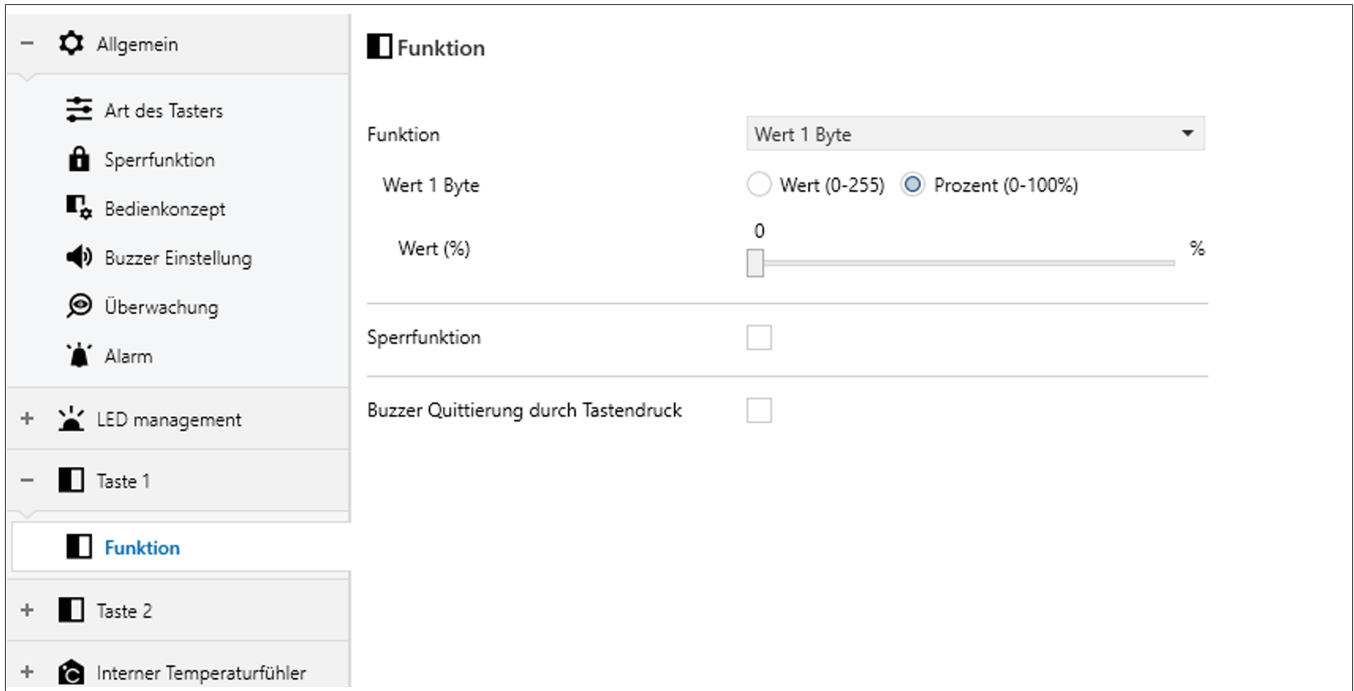 Allgemein
Art des Tasters
Sperrfunktion
Bedienkonzept
Buzzer Einstellung
Überwachung
Alarm
LED management
Taste 1
Funktion
Taste 2
Interner Temperaturfühler
Funktion
Funktion
Wert 1 Byte
Wert 1 Byte
Wert (0-255)
Prozent (0-100%)
Wert (%)
0
%
Sperrfunktion
Buzzer Quittierung durch Tastendruck